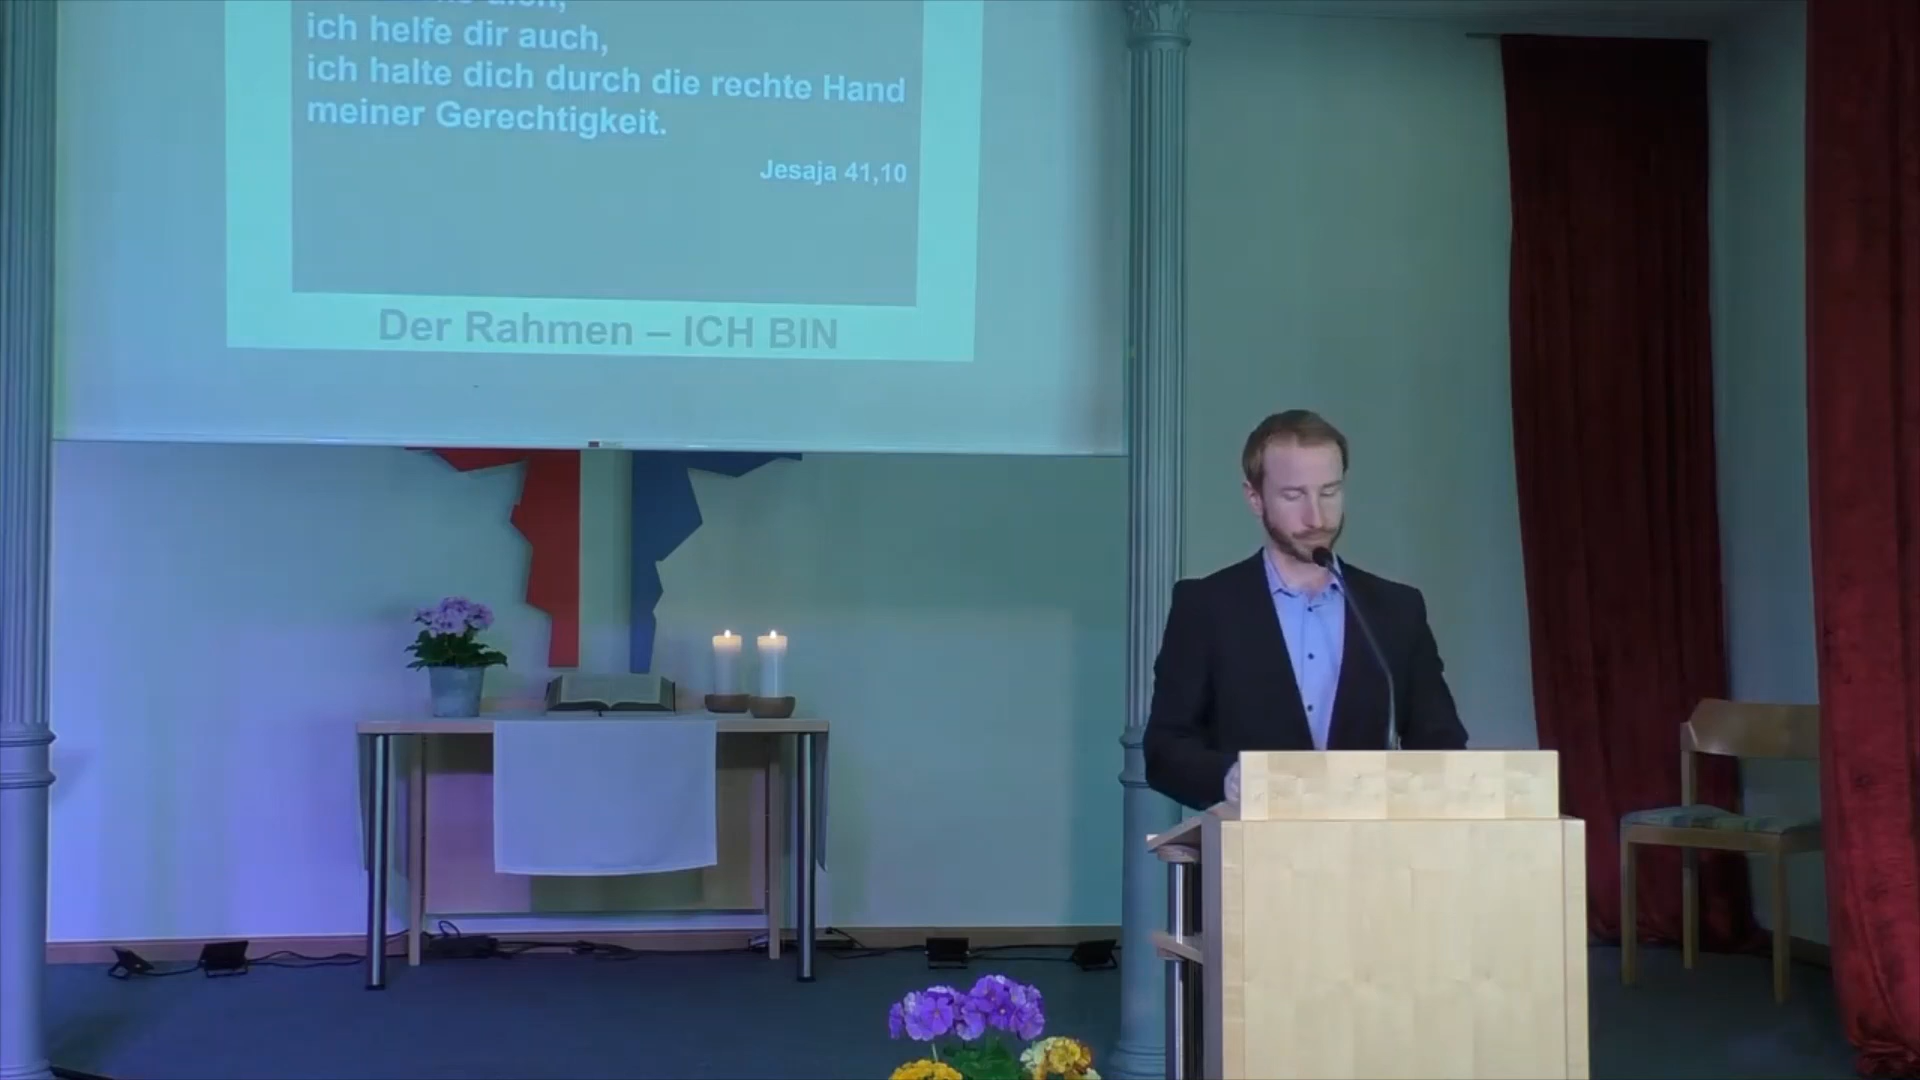 dich,
ich helfe dir auch,
ich halte dich durch die rechte Hand
meiner Gerechtigkeit.
Jesaja 41,10
Der Rahmen – ICH BIN